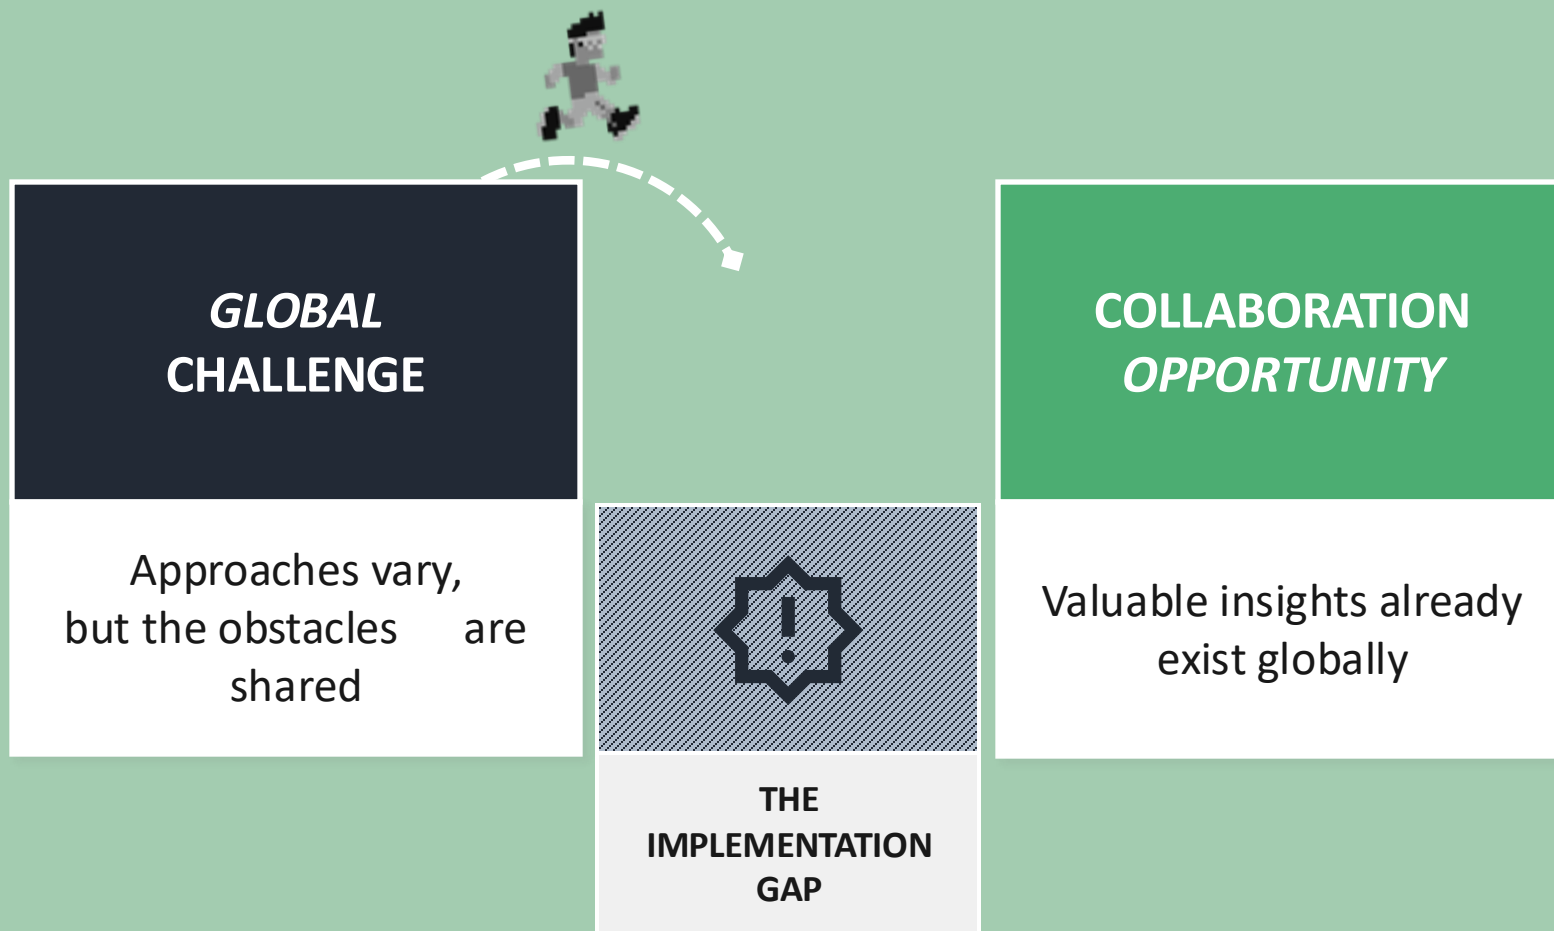 GLOBAL
CHALLENGE
Approaches vary,
but the obstacles are
shared
THE
IMPLEMENTATION
GAP
COLLABORATION
OPPORTUNITY
Valuable insights already
exist globally